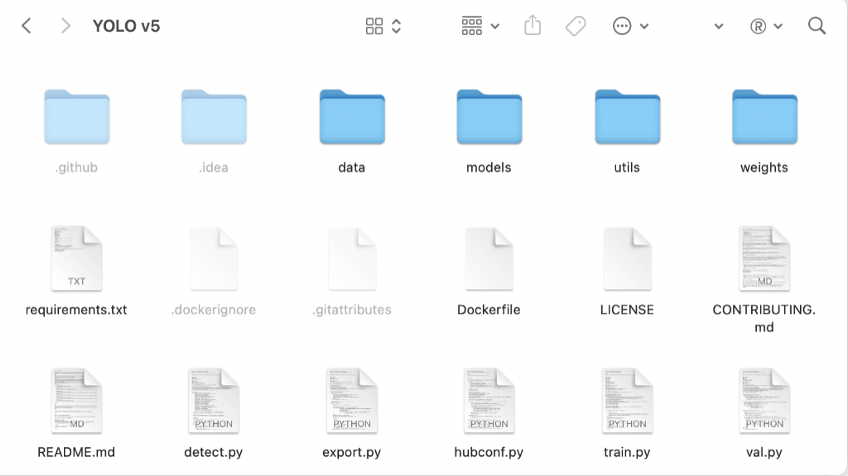 YOLO v5
.github
.idea
data
models
utils
weights
TXT
requirements.txt
.dockerignore
.gitattributes
Dockerfile
LICENSE
MD
CONTRIBUTING.
md
MD
README.md
PYTHON
detect.py
PYTHON
export.py
PYTHON
hubconf.py
PYTHON
train.py
PYTHON
val.py